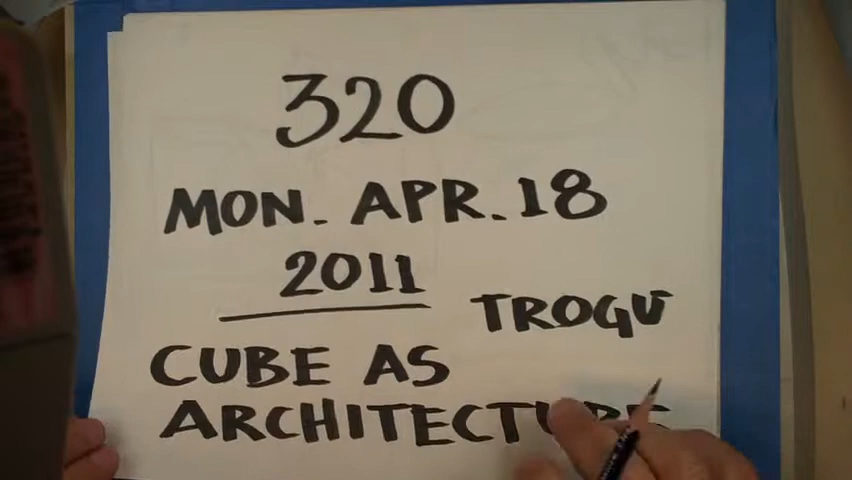 320
MON. APR. 18
2011
TROGU
CUBE AS
ARCHITECTURE